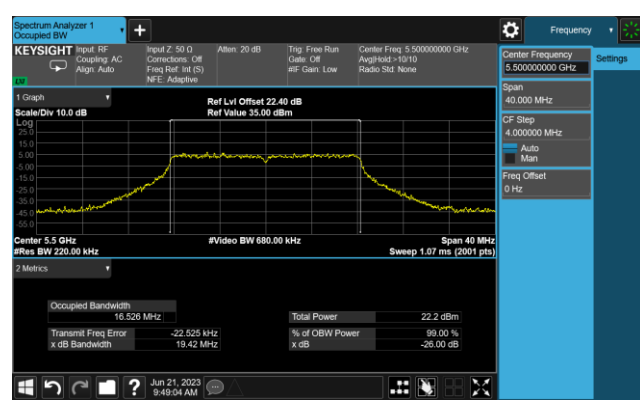 Spectrum Analyzer 1
Occupied BW
+
Frequency
KEYSIGHT
Input: RF
Coupling: AC
Align: Auto
Input Z: 50 Ω
Corrections: Off
Freq Ref: Int (S)
NFE: Adaptive
Atten: 20 dB
Trig: Free Run
Gate: Off
#IF Gain: Low
Center Freq: 5.500000000 GHz
Avg|Hold:>10/10
Radio Std: None
Center Frequency
5.500000000 GHz
Settings
Span
40.000 MHz
CF Step
4.000000 MHz
Auto
Man
Freq Offset
0 Hz
1 Graph
Scale/Div 10.0 dB
Ref Lvl Offset 22.40 dB
Ref Value 35.00 dBm
Log
25.0
15.0
5.00
-5.00
-15.0
-25.0
-35.0
-45.0
-55.0
Center 5.5 GHz
#Video BW 680.00 kHz
Span 40 MHz
#Res BW 220.00 kHz
Sweep 1.07 ms (2001 pts)
2 Metrics
Occupied Bandwidth
16.526 MHz
Total Power
22.2 dBm
Transmit Freq Error
-22.525 kHz
% of OBW Power
99.00 %
x dB Bandwidth
19.42 MHz
x dB
-26.00 dB
?
Jun 21, 2023
9:49:04 AM